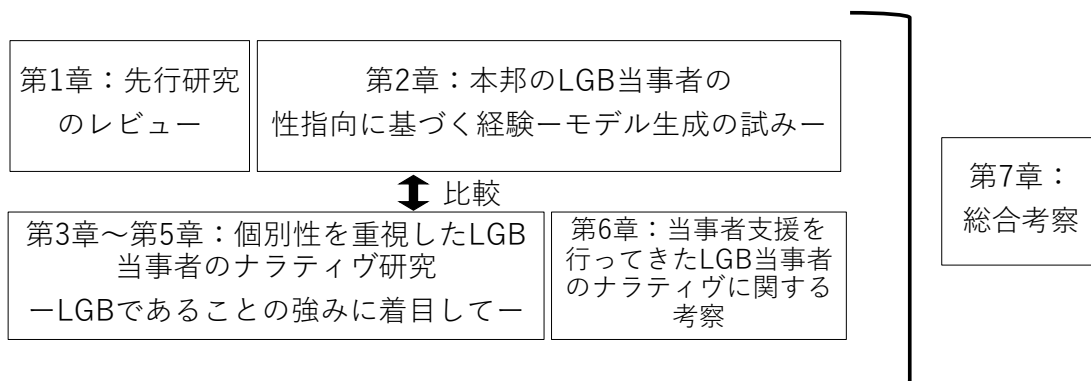 第1章：先行研究
のレビュー
第2章：本邦のLGB当事者の
性指向に基づく経験ーモデル生成の試みー
比較
第3章〜第5章：個別性を重視したLGB
当事者のナラティヴ研究
ーLGBであることの強みに着目してー
第6章：当事者支援を
行ってきたLGB当事者
のナラティヴに関する
考察
第7章：
総合考察